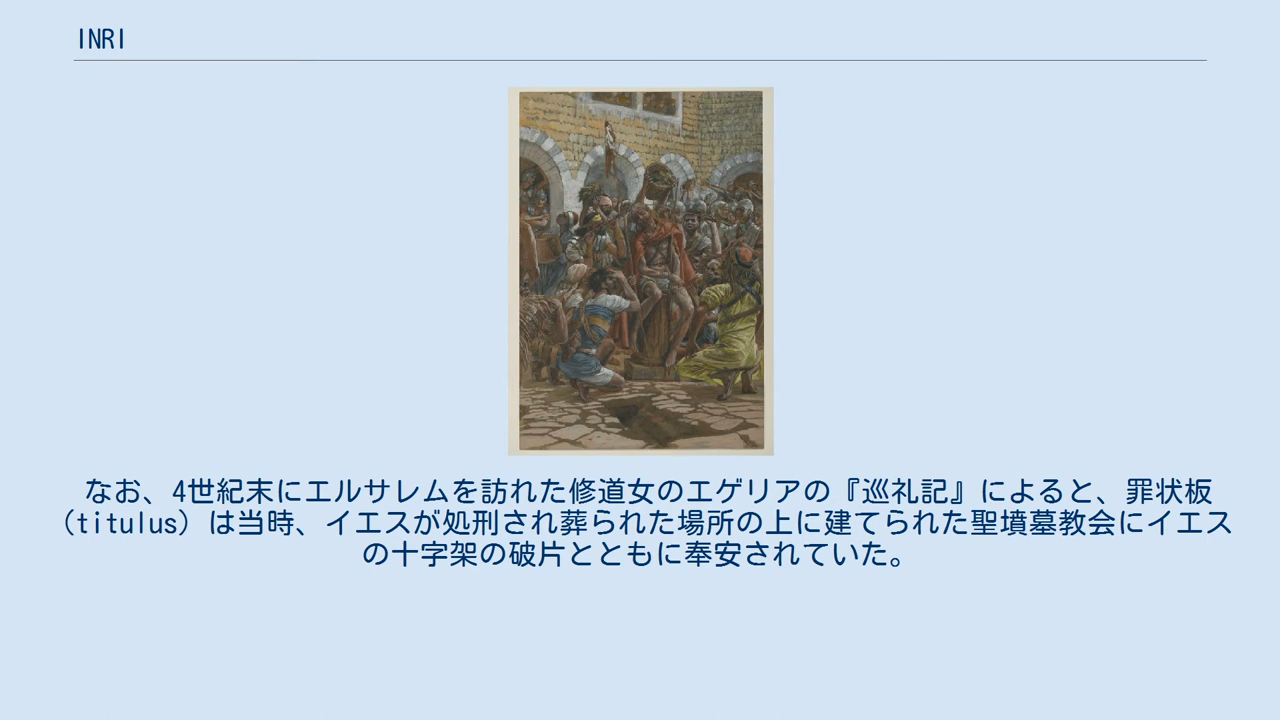 INRI
なお、4世紀末にエルサレムを訪れた修道女のエゲリアの『巡礼記』によると、罪状板
(titulus) は当時、イエスが処刑され葬られた場所の上に建てられた聖墳墓教会にイエス
の十字架の破片とともに奉安されていた。